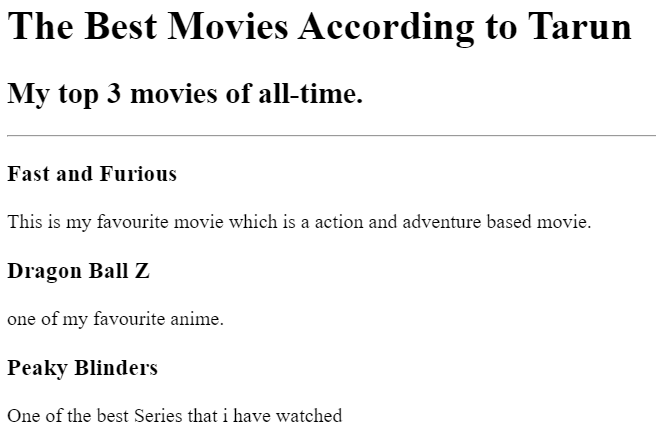 The Best Movies According to Tarun
My top 3 movies of all-time.
Fast and Furious
This is my favourite movie which is a action and adventure based movie.
Dragon Ball Z
one of my favourite anime.
Peaky Blinders
One of the best Series that i have watched